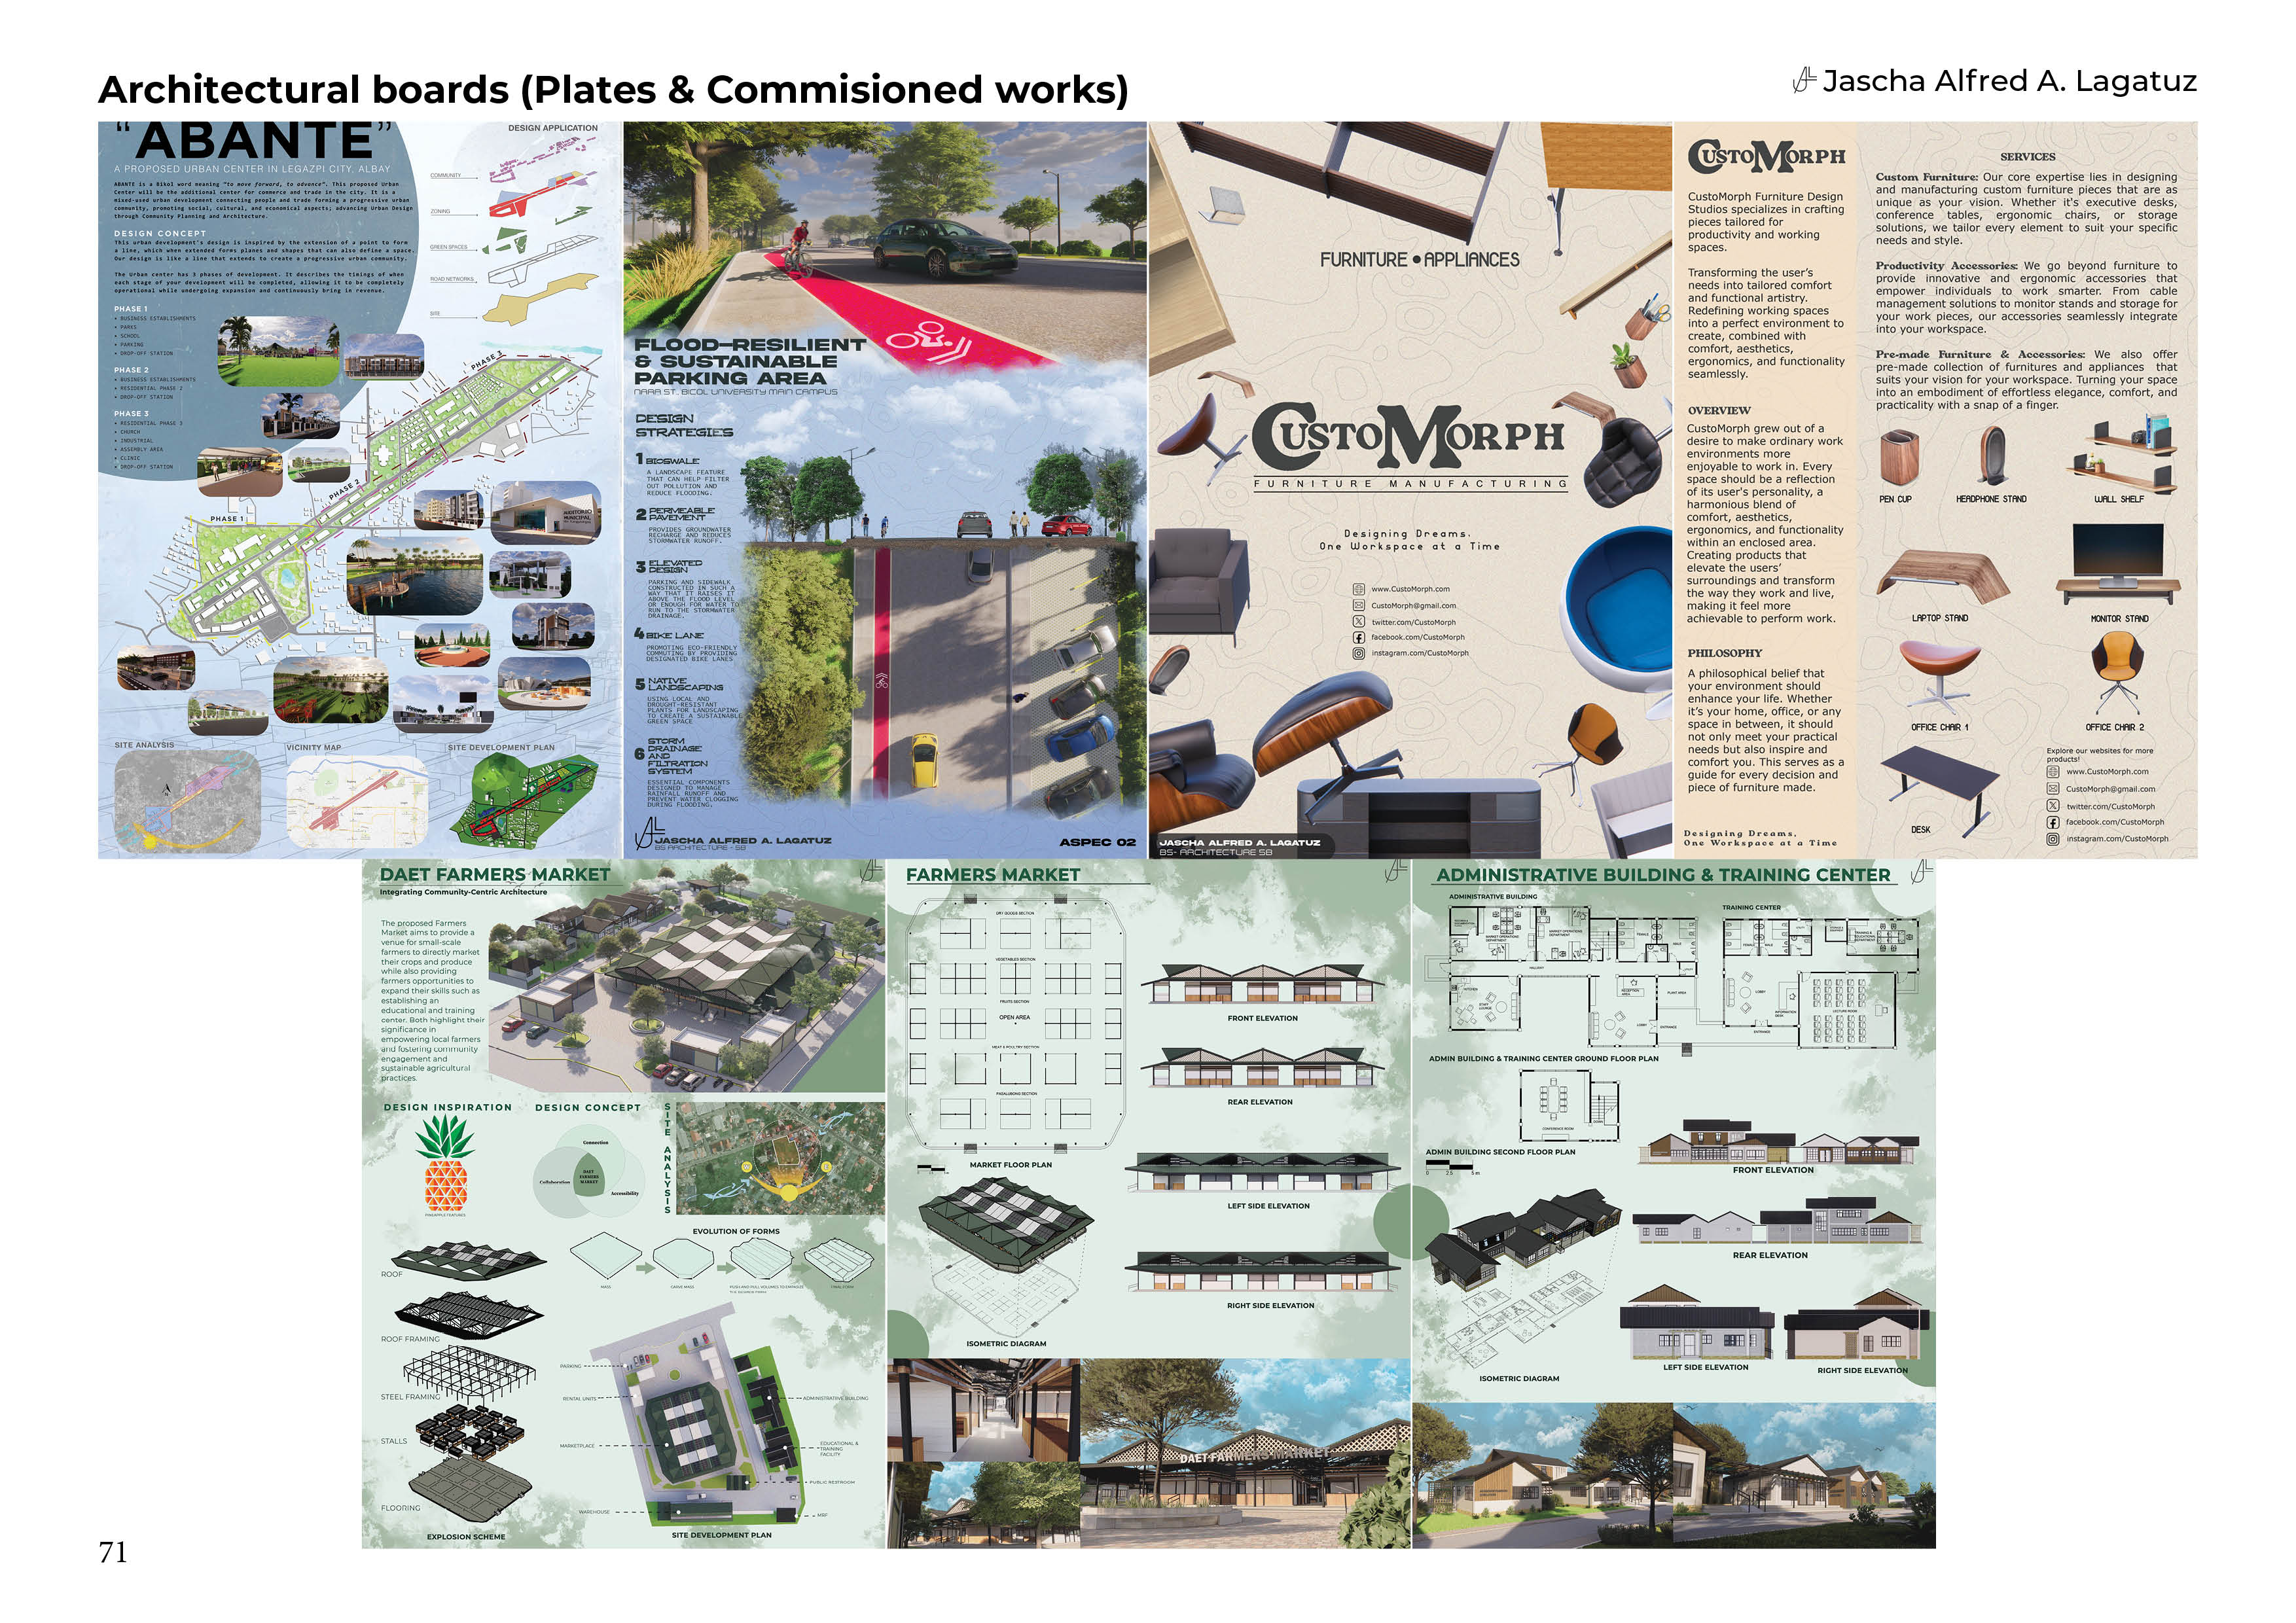 Architectural boards (Plates & Commisioned works)
Jascha Alfred A. Lagatuz
"ABANTE"
A PROPOSED URBAN CENTER IN LEGAZPI CITY, ALBAY
ABANTE is a Bikol word meaning "to move forward, to advance". This proposed Urban
Center will be the additional center for commerce and trade in the city. It is a
mixed-used urban development connecting people and trade forming a progressive urban
community, promoting social, cultural, and economical aspects; advancing Urban Design
through Community Planning and Architecture.
DESIGN CONCEPT
This urban development's design is inspired by the extension of a point to form
a line, which when extended forms planes and shapes that can also define a space.
Our design is like a line that extends to create a progressive urban community.
The Urban center has 3 phases of development. It describes the timings of when
each stage of your development will be completed, allowing it to be completely
operational while undergoing expansion and continuously bring in revenue.
PHASE 1
• BUSINESS ESTABLISHMENTS
• PARKS
• SCHOOL
• PARKING
• DROP-OFF STATION
PHASE 2
• BUSINESS ESTABLISHMENTS
• RESIDENTIAL PHASE 2
• DROP-OFF STATION
PHASE 3
• RESIDENTIAL PHASE 3
• CHURCH
• INDUSTRIAL
• ASSEMBLY AREA
• CLINIC
• DROP-OFF STATION
DESIGN APPLICATION
COMMUNITY
ZONING
GREEN SPACES
ROAD NETWORKS
SITE
PHASE 3
PHASE 2
PHASE 1
AUDITORIO
MUNICIPAL
SITE ANALYSIS
VICINITY MAP
SITE DEVELOPMENT PLAN
FLOOD-RESILIENT
& SUSTAINABLE
PARKING AREA
NARA ST. BICOL UNIVERSITY MAIN CAMPUS
DESIGN
STRATEGIES
1 BIOSWALE
A LANDSCAPE FEATURE
THAT CAN HELP FILTER
OUT POLLUTION AND
REDUCE FLOODING.
2 PERMEABLE
PAVEMENT
PROVIDES GROUNDWATER
RECHARGE AND REDUCES
STORMWATER RUNOFF.
3 ELEVATED
DESIGN
PARKING AND SIDEWALK
CONSTRUCTED IN SUCH A
WAY THAT IT RAISES IT
ABOVE THE FLOOD LEVEL
OR ENOUGH FOR WATER TO
RUN TO THE STORMWATER
DRAINAGE.
4 BIKE LANE
PROMOTING ECO-FRIENDLY
COMMUTING BY PROVIDING
DESIGNATED BIKE LANES
5 NATIVE
LANDSCAPING
USING LOCAL AND
DROUGHT-RESISTANT
PLANTS FOR LANDSCAPING
TO CREATE A SUSTAINABLE
GREEN SPACE
6 STORM
DRAINAGE
AND
FILTRATION
SYSTEM
ESSENTIAL COMPONENTS
DESIGNED TO MANAGE
RAINFALL RUNOFF AND
PREVENT WATER CLOGGING
DURING FLOODING.
JASCHA ALFRED A. LAGATUZ
BS ARCHITECTURE - 5B
ASPEC 02
FURNITURE • APPLIANCES
CUSTOMORPH
FURNITURE MANUFACTURING
Designing Dreams,
One Workspace at a Time
www.CustoMorph.com
CustoMorph@gmail.com
twitter.com/CustoMorph
facebook.com/CustoMorph
instagram.com/CustoMorph
JASCHA ALFRED A. LAGATUZ
BS- ARCHITECTURE 5B
CUSTOMORPH
CustoMorph Furniture Design
Studios specializes in crafting
pieces tailored for
productivity and working
spaces.
Transforming the user's
needs into tailored comfort
and functional artistry.
Redefining working spaces
into a perfect environment to
create, combined with
comfort, aesthetics,
ergonomics, and functionality
seamlessly.
OVERVIEW
CustoMorph grew out of a
desire to make ordinary work
environments more
enjoyable to work in. Every
space should be a reflection
of its user's personality, a
harmonious blend of
comfort, aesthetics,
ergonomics, and functionality
within an enclosed area.
Creating products that
elevate the users'
surroundings and transform
the way they work and live,
making it feel more
achievable to perform work.
PHILOSOPHY
A philosophical belief that
your environment should
enhance your life. Whether
it's your home, office, or any
space in between, it should
not only meet your practical
needs but also inspire and
comfort you. This serves as a
guide for every decision and
piece of furniture made.
Designing Dreams,
One Workspace at a Time
SERVICES
Custom Furniture: Our core expertise lies in designing
and manufacturing custom furniture pieces that are as
unique as your vision. Whether it's executive desks,
conference tables, ergonomic chairs, or storage
solutions, we tailor every element to suit your specific
needs and style.
Productivity Accessories: We go beyond furniture to
provide innovative and ergonomic accessories that
empower individuals to work smarter. From cable
management solutions to monitor stands and storage for
your work pieces, our accessories seamlessly integrate
into your workspace.
Pre-made Furniture & Accessories: We also offer
pre-made collection of furnitures and appliances that
suits your vision for your workspace. Turning your space
into an embodiment of effortless elegance, comfort, and
practicality with a snap of a finger.
PEN CUP
HEADPHONE STAND
WALL SHELF
LAPTOP STAND
MONITOR STAND
OFFICE CHAIR 1
OFFICE CHAIR 2
DESK
Explore our websites for more
products!
www.CustoMorph.com
CustoMorph@gmail.com
twitter.com/CustoMorph
facebook.com/CustoMorph
instagram.com/CustoMorph
DAET FARMERS MARKET
Integrating Community-Centric Architecture
The proposed Farmers
Market aims to provide a
venue for small-scale
farmers to directly market
their crops and produce
while also providing
farmers opportunities to
expand their skills such as
establishing an
educational and training
center. Both highlight their
significance in
empowering local farmers
and fostering community
engagement and
sustainable agricultural
practices.
DESIGN INSPIRATION
PINEAPPLE FEATURES
DESIGN CONCEPT
Connection
DAET
FARMERS
MARKET
Collaboration
Accessibility
SITE ANALYSIS
EVOLUTION OF FORMS
MASS
CARVE MASS
ROOF
ROOF FRAMING
STEEL FRAMING
STALLS
FLOORING
EXPLOSION SCHEME
PARKING
RENTAL UNITS
MARKETPLACE
WAREHOUSE
ADMINISTRATIVE BUILDING
EDUCATIONAL &
TRAINING
FACILITY
PUBLIC RESTROOM
MRF
SITE DEVELOPMENT PLAN
FARMERS MARKET
DRY GOODS SECTION
VEGETABLES SECTION
FRUITS SECTION
OPEN AREA
MEAT & POULTRY SECTION
PASALUBONG SECTION
MARKET FLOOR PLAN
ISOMETRIC DIAGRAM
FRONT ELEVATION
REAR ELEVATION
LEFT SIDE ELEVATION
RIGHT SIDE ELEVATION
DAET FARMERS MARKET
ADMINISTRATIVE BUILDING & TRAINING CENTER
ADMINISTRATIVE BUILDING
TRAINING CENTER
MARKET OPERATIONS
DEPARTMENT
FEMALE
MALE
HALLWAY
KITCHEN
STAFF
LOUNGE
RECEPTION
AREA
PLANT AREA
LOBBY
ENTRANCE
LOBBY
INFORMATION
DESK
ENTRANCE
LECTURE ROOM
ADMIN BUILDING & TRAINING CENTER GROUND FLOOR PLAN
CONFERENCE ROOM
DOWN
ADMIN BUILDING SECOND FLOOR PLAN
0 2.5 5 m
FRONT ELEVATION
REAR ELEVATION
LEFT SIDE ELEVATION
RIGHT SIDE ELEVATION
ISOMETRIC DIAGRAM
71